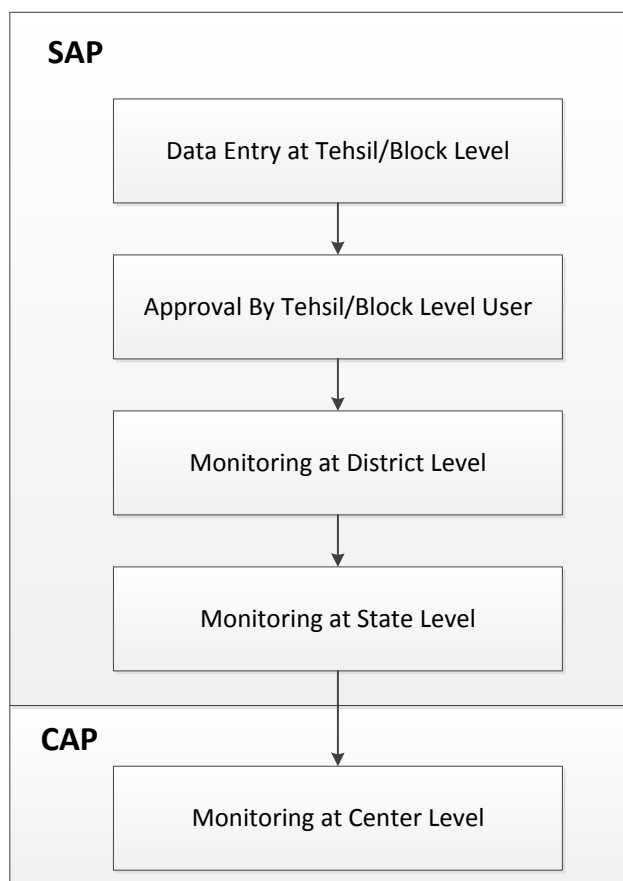 SAP
Data Entry at Tehsil/Block Level
Approval By Tehsil/Block Level User
Monitoring at District Level
Monitoring at State Level
CAP
Monitoring at Center Level